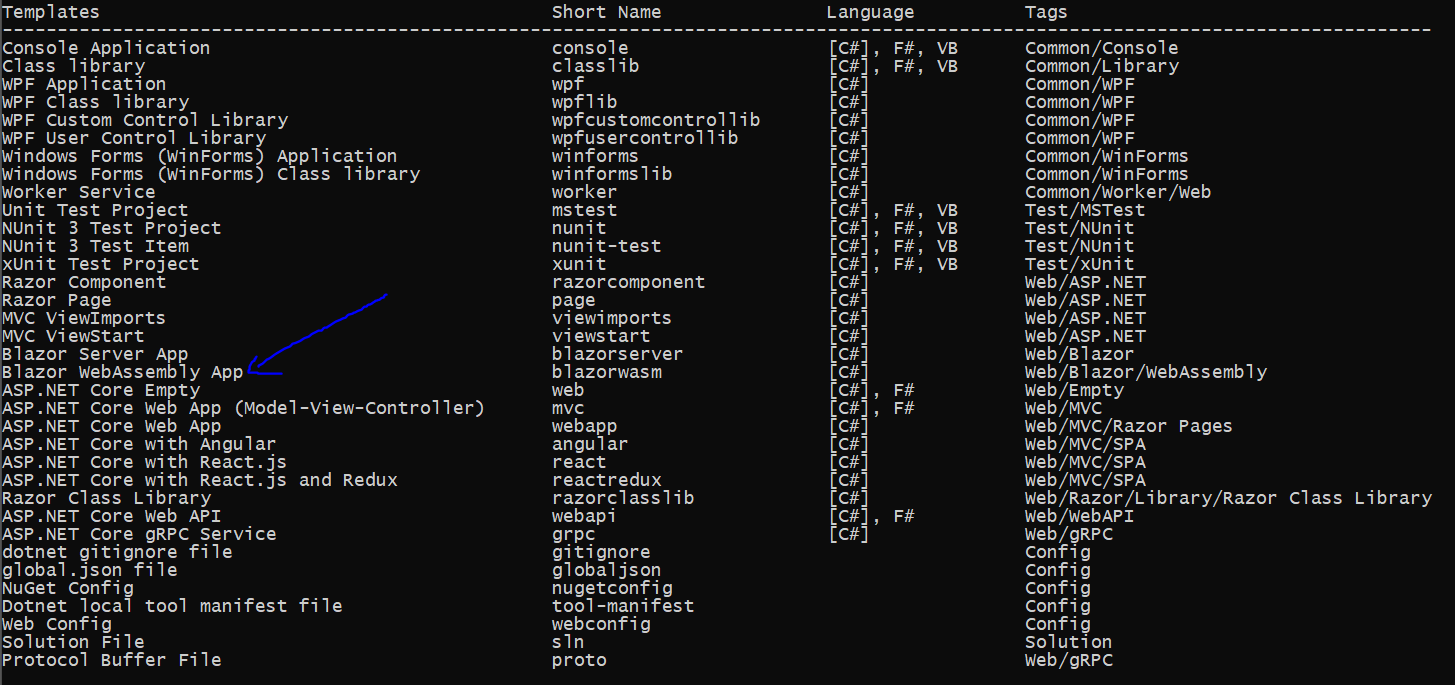 Templates Short Name Language Tags
--------------------------------------------------------------------------------------------------------------------------------------
Console Application console [C#], F#, VB Common/Console
Class library classlib [C#], F#, VB Common/Library
WPF Application wpf [C#] Common/WPF
WPF Class library wpflib [C#] Common/WPF
WPF Custom Control Library wpfcustomcontrollib [C#] Common/WPF
WPF User Control Library wpfusercontrollib [C#] Common/WPF
Windows Forms (WinForms) Application winforms [C#] Common/WinForms
Windows Forms (WinForms) Class library winformslib [C#] Common/WinForms
Worker Service worker [C#] Common/Worker/Web
Unit Test Project mstest [C#], F#, VB Test/MSTest
NUnit 3 Test Project nunit [C#], F#, VB Test/NUnit
NUnit 3 Test Item nunit-test [C#], F#, VB Test/NUnit
xUnit Test Project xunit [C#], F#, VB Test/xUnit
Razor Component razorcomponent [C#] Web/ASP.NET
Razor Page page [C#] Web/ASP.NET
MVC ViewImports viewimports [C#] Web/ASP.NET
MVC ViewStart viewstart [C#] Web/ASP.NET
Blazor Server App blazorserver [C#] Web/Blazor
Blazor WebAssembly App blazorwasm [C#] Web/Blazor/WebAssembly
ASP.NET Core Empty web [C#], F# Web/Empty
ASP.NET Core Web App (Model-View-Controller) mvc [C#], F# Web/MVC
ASP.NET Core Web App webapp [C#] Web/MVC/Razor Pages
ASP.NET Core with Angular angular [C#] Web/MVC/SPA
ASP.NET Core with React.js react [C#] Web/MVC/SPA
ASP.NET Core with React.js and Redux reactredux [C#] Web/MVC/SPA
Razor Class Library razorclasslib [C#] Web/Razor/Library/Razor Class Library
ASP.NET Core Web API webapi [C#], F# Web/WebAPI
ASP.NET Core gRPC Service grpc [C#] Web/gRPC
dotnet gitignore file gitignore Config
global.json file globaljson Config
NuGet Config nugetconfig Config
Dotnet local tool manifest file tool-manifest Config
Web Config webconfig Config
Solution File sln Solution
Protocol Buffer File proto Web/gRPC